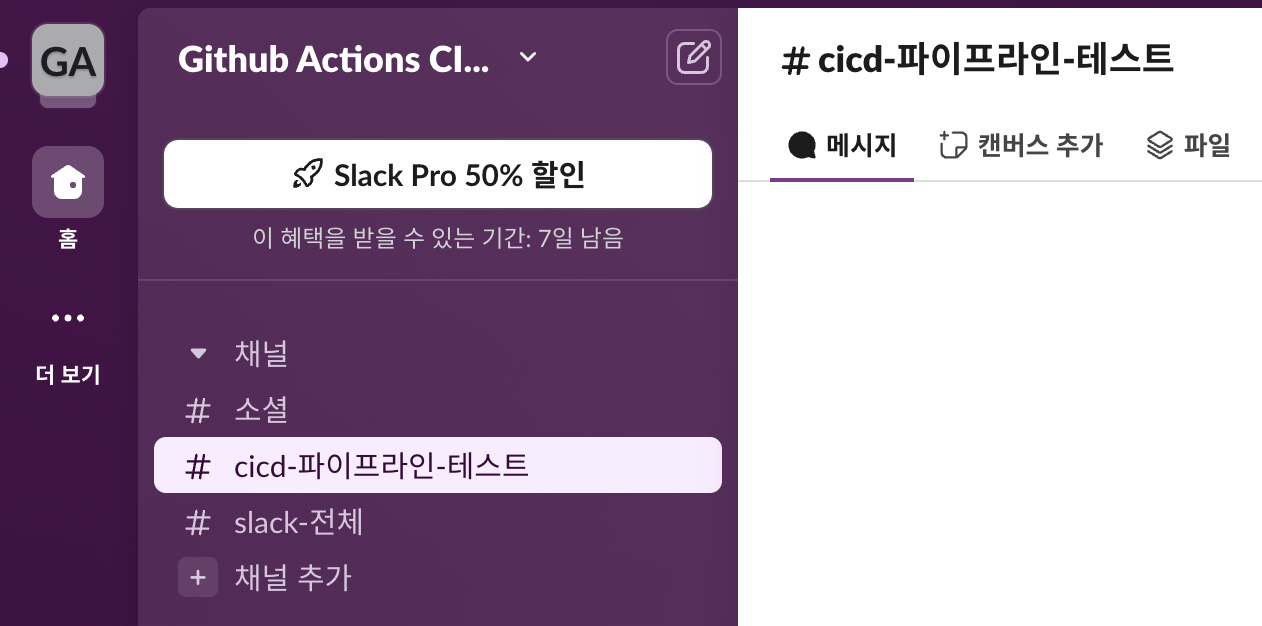 GA
홈
더 보기
Github Actions CI...
Slack Pro 50% 할인
이 혜택을 받을 수 있는 기간: 7일 남음
채널
# 소셜
# cicd-파이프라인-테스트
# slack-전체
+ 채널 추가
# cicd-파이프라인-테스트
메시지 캔버스 추가 파일